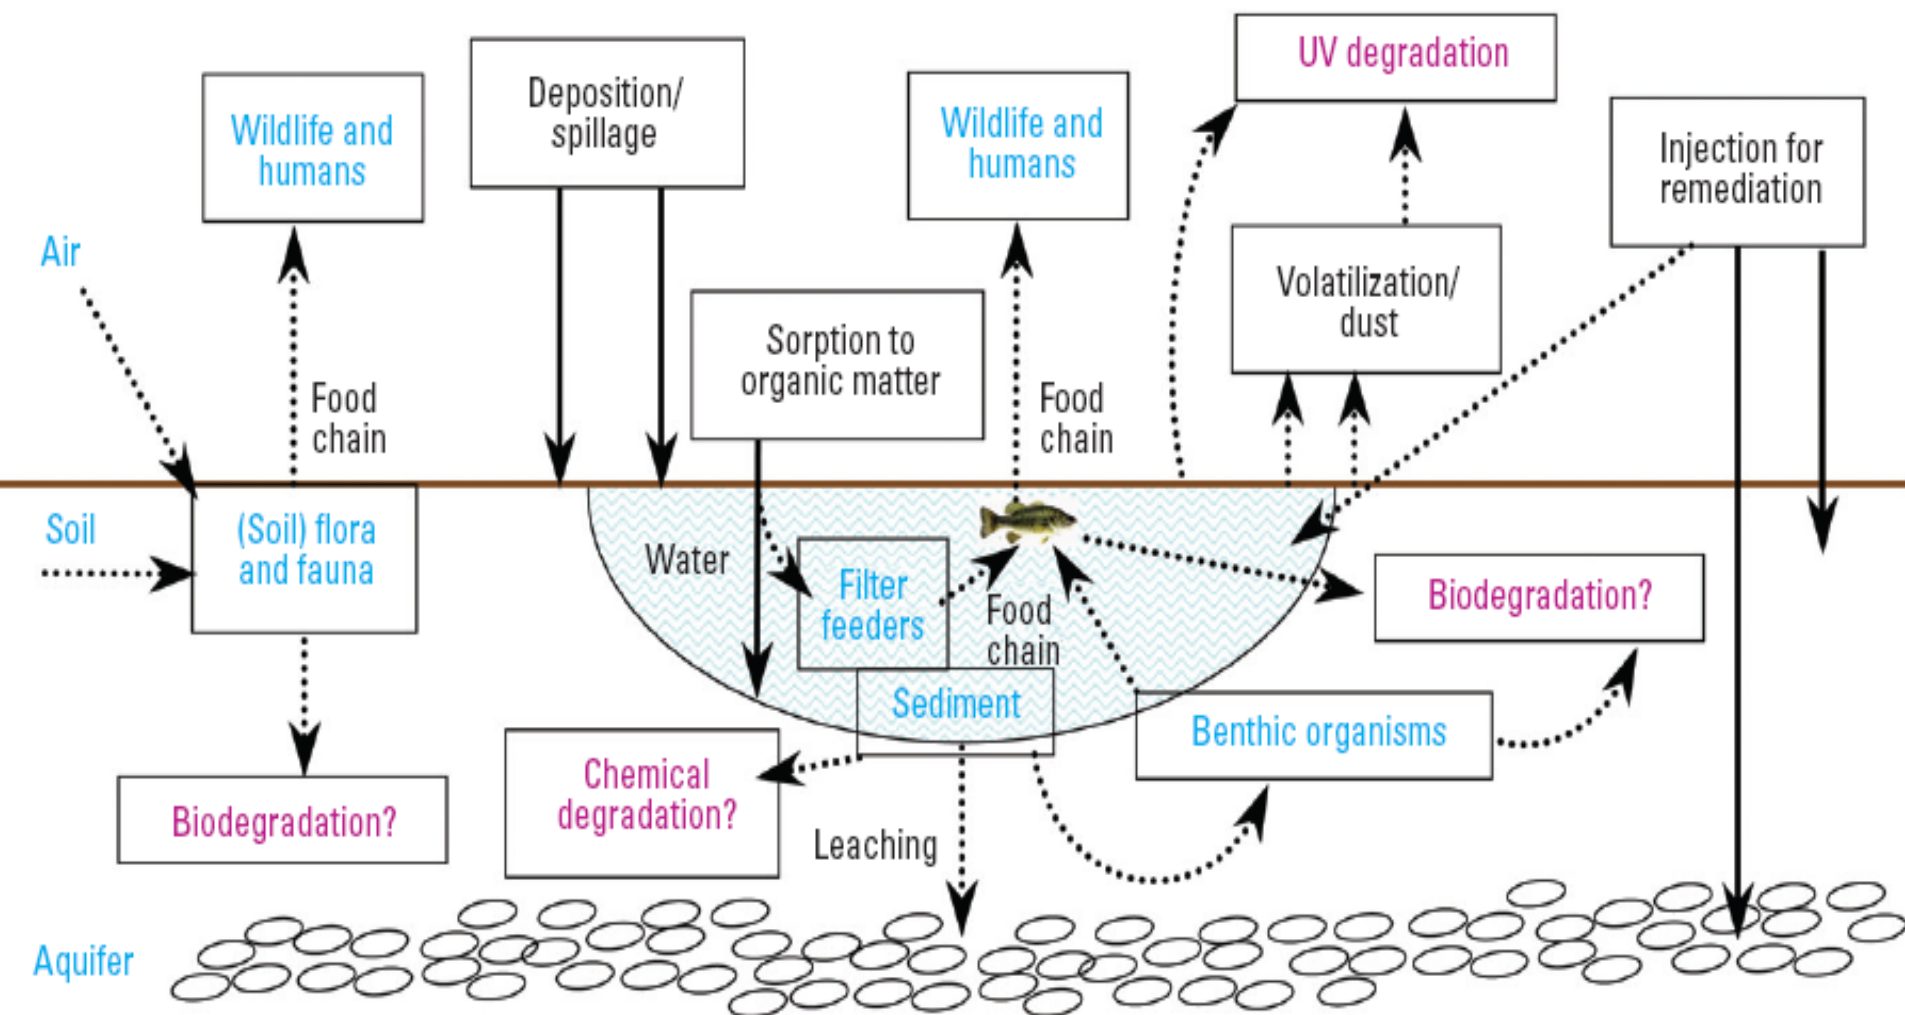 UV degradation
Deposition/
spillage
Wildlife and
humans
Wildlife and
humans
Injection for
remediation
Air
Volatilization/
dust
Sorption to
organic matter
Food
chain
Food
chain
Soil
(Soil) flora
and fauna
Water
Filter
feeders
Food
chain
Biodegradation?
Sediment
Benthic organisms
Chemical
degradation?
Biodegradation?
Leaching
Aquifer